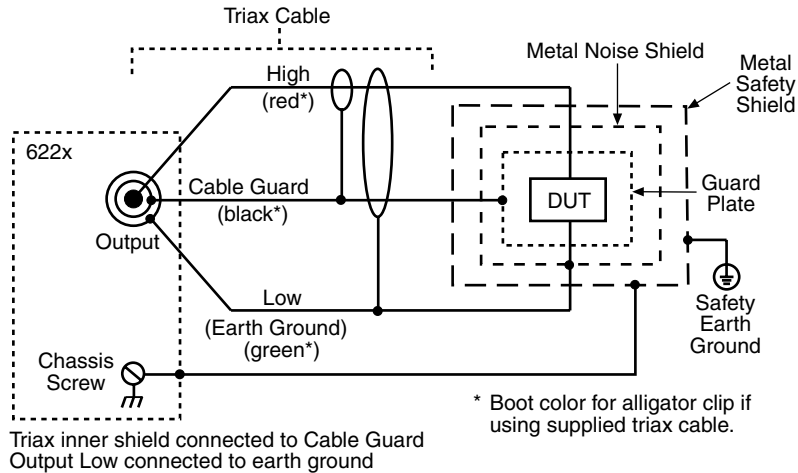 Triax Cable
High
(red*)
Metal Noise Shield
Metal
Safety
Shield
622x
Cable Guard
(black*)
Output
DUT
Guard
Plate
Low
(Earth Ground)
(green*)
Safety
Earth
Ground
Chassis
Screw
* Boot color for alligator clip if
using supplied triax cable.
Triax inner shield connected to Cable Guard
Output Low connected to earth ground